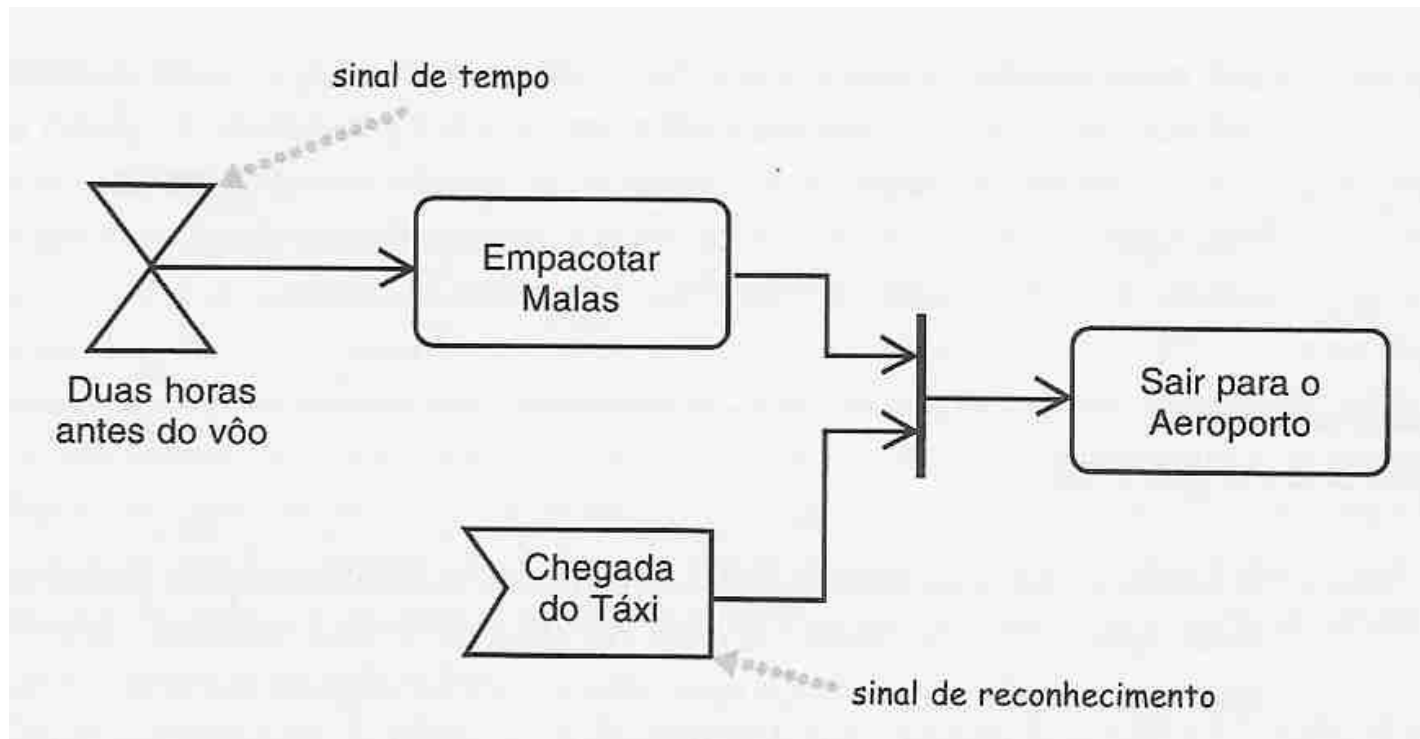 sinal de tempo
Empacotar
Malas
Duas horas
antes do vôo
Sair para o
Aeroporto
Chegada
do Táxi
sinal de reconhecimento